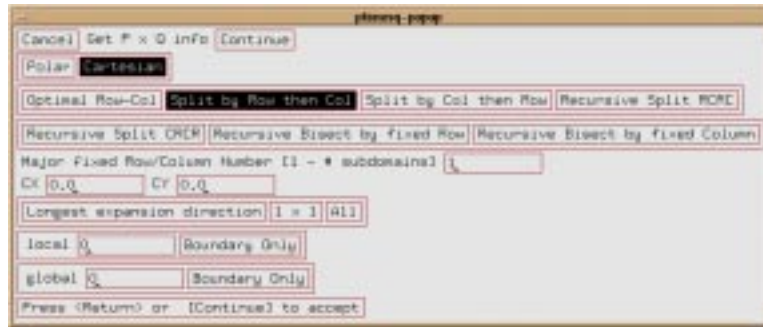 plansq-popup
Cancel Get P x Q info Continue
Polar Cartesian
Optimal Row-Col Split by Row then Col Split by Col then Row Recursive Split RCRC
Recursive Split CRCR Recursive Bisect by fixed Row Recursive Bisect by fixed Column
Major Fixed Row/Column Number [1 - # subdomains] 1
CX 0.0 CY 0.0
Longest expansion direction 1 x 1 All
local 0 Boundary Only
global 0 Boundary Only
Press <Return> or [Continue] to accept